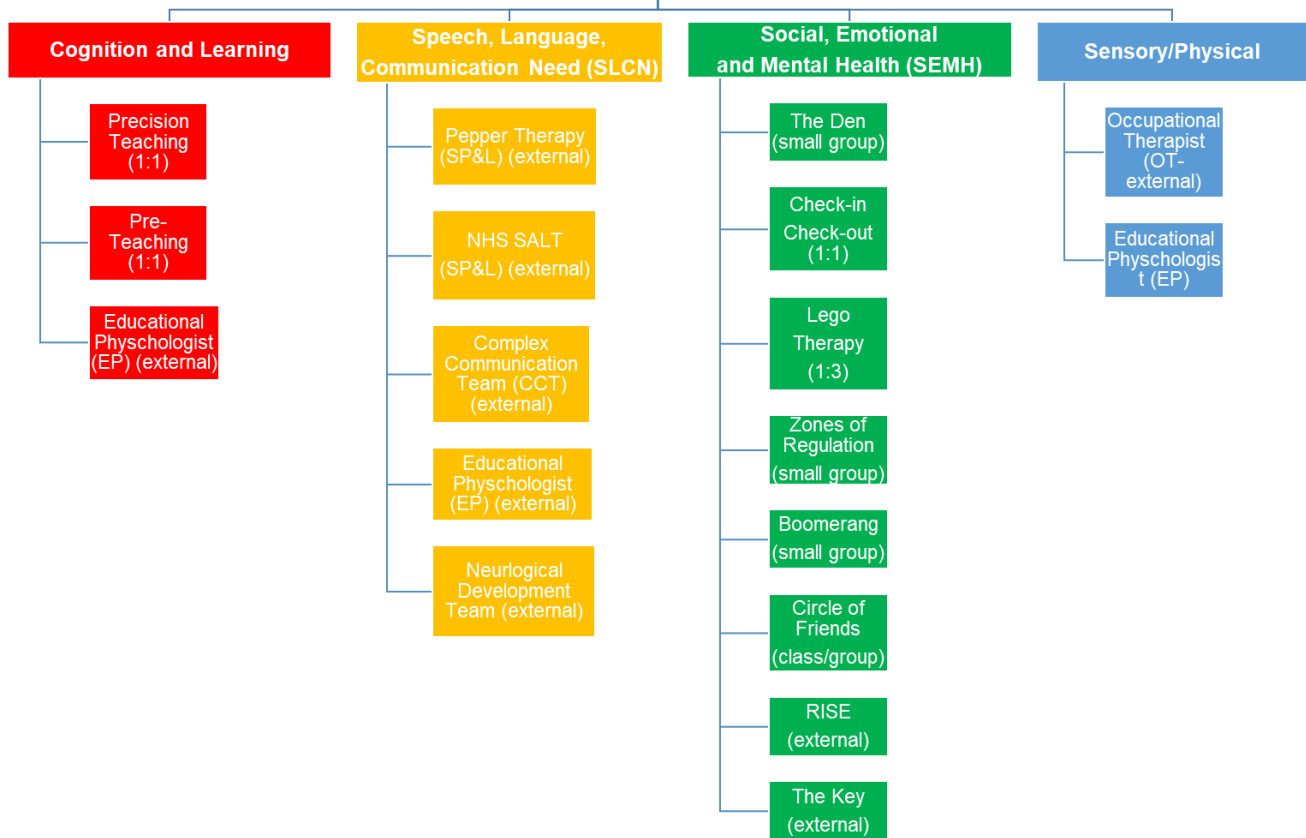 Cognition and Learning
Precision
Teaching
(1:1)
Pre-
Teaching
(1:1)
Educational
Physchologist
(EP) (external)
Speech, Language,
Communication Need (SLCN)
Pepper Therapy
(SP&L) (external)
NHS SALT
(SP&L) (external)
Complex
Communication
Team (CCT)
(external)
Educational
Physchologist
(EP) (external)
Neurlogical
Development
Team (external)
Social, Emotional
and Mental Health (SEMH)
The Den
(small group)
Check-in
Check-out
(1:1)
Lego
Therapy
(1:3)
Zones of
Regulation
(small group)
Boomerang
(small group)
Circle of
Friends
(class/group)
RISE
(external)
The Key
(external)
Sensory/Physical
Occupational
Therapist
(OT-
external)
Educational
Physchologis
t (EP)